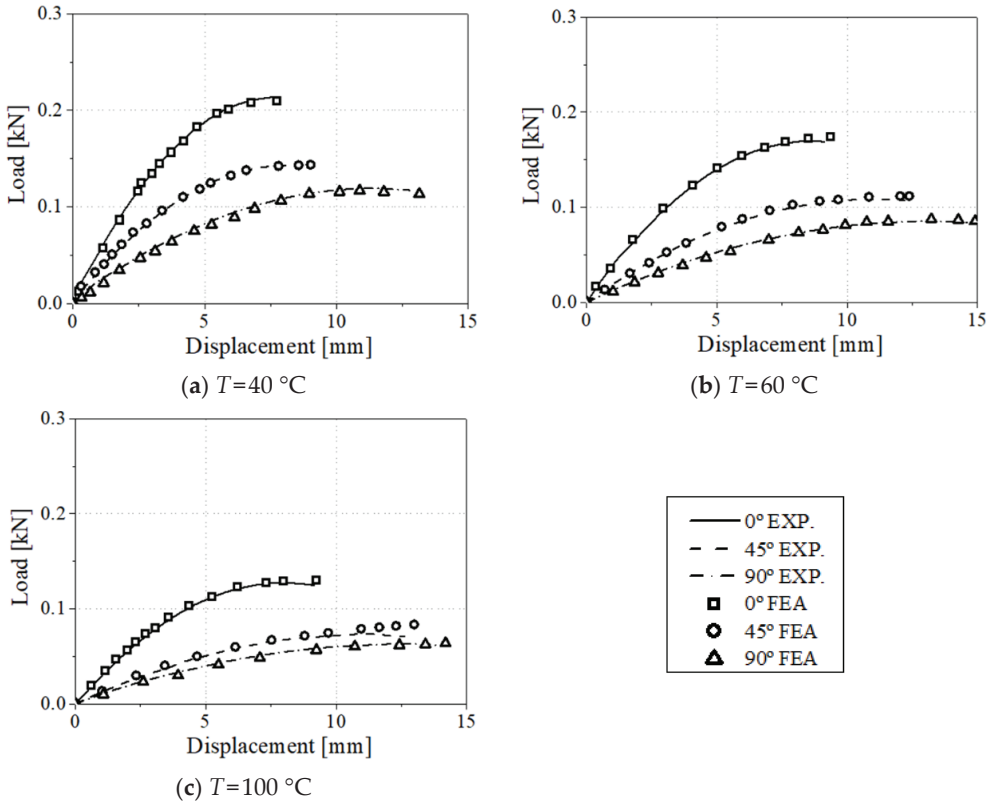 0.3
0.2
0.1
0.0
Load [kN]
0
5
10
15
Displacement [mm]
(a) T=40 °C
0.3
0.2
0.1
0.0
Load [kN]
0
5
10
15
Displacement [mm]
(b) T=60 °C
0.3
0.2
0.1
0.0
Load [kN]
0
5
10
15
Displacement [mm]
(c) T=100 °C
0º EXP.
45º EXP.
90º EXP.
0º FEA
45º FEA
90º FEA